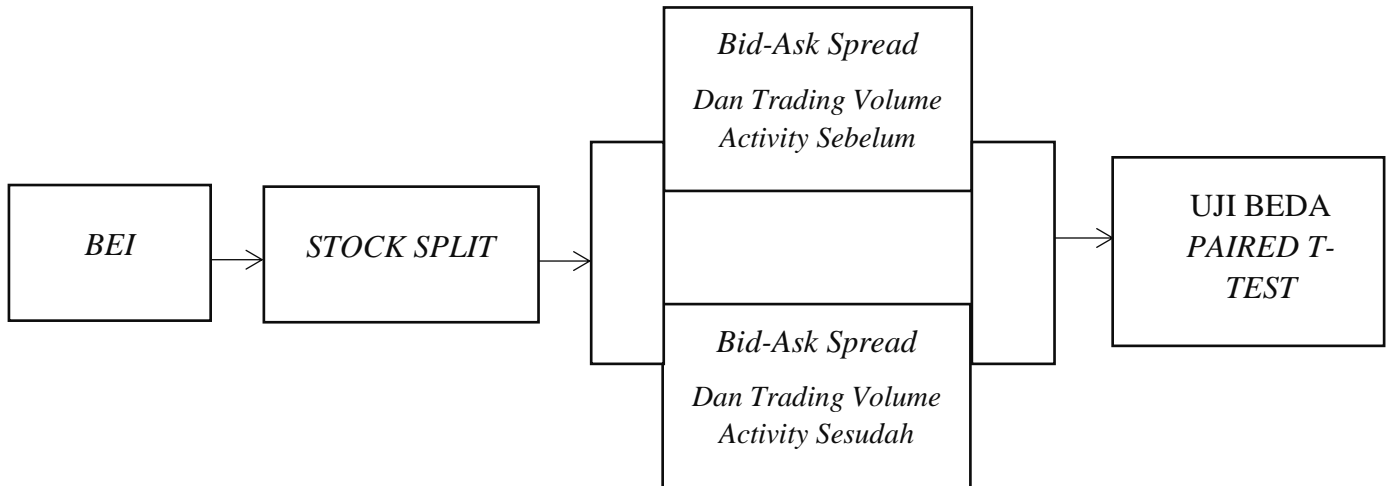 BEI
STOCK SPLIT
Bid-Ask Spread
Dan Trading Volume
Activity Sebelum
Bid-Ask Spread
Dan Trading Volume
Activity Sesudah
UJI BEDA
PAIRED T-
TEST